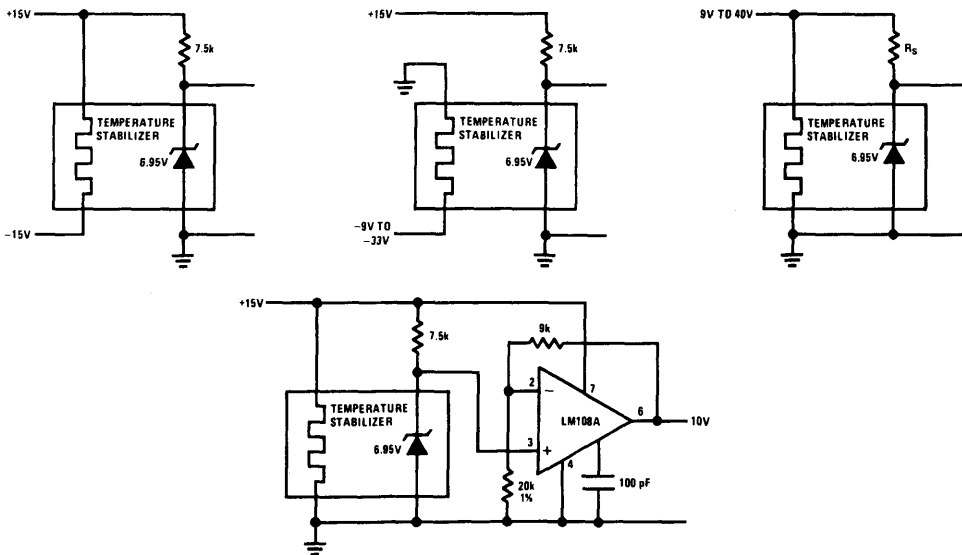 +15V
7.5k
TEMPERATURE
STABILIZER
6.95V
-15V
+15V
7.5k
TEMPERATURE
STABILIZER
6.95V
-9V TO
-33V
9V TO 40V
RS
TEMPERATURE
STABILIZER
6.95V
+15V
7.5k
9k
TEMPERATURE
STABILIZER
6.95V
2
7
LM108A
6
10V
3
4
20k
1%
100 pF